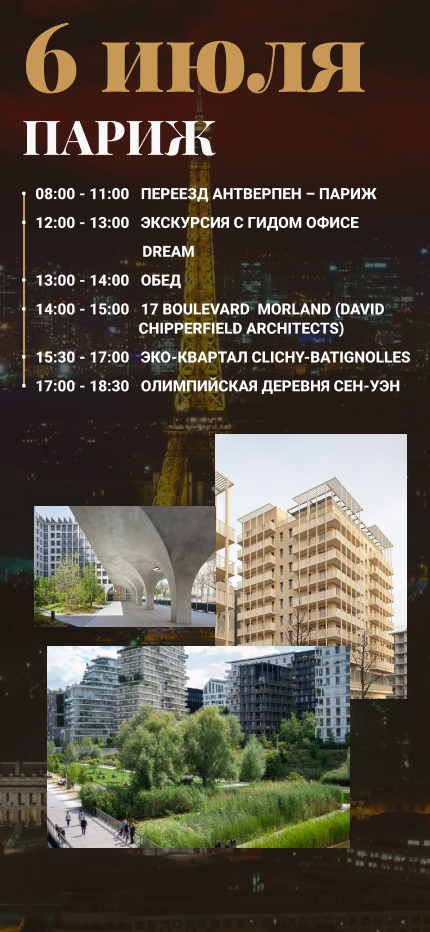 6 ИЮЛЯ
ПАРИЖ
08:00 - 11:00 ПЕРЕЕЗД АНТВЕРПЕН – ПАРИЖ
12:00 - 13:00 ЭКСКУРСИЯ С ГИДОМ ОФИСЕ
DREAM
13:00 - 14:00 ОБЕД
14:00 - 15:00 17 BOULEVARD MORLAND (DAVID
CHIPPERFIELD ARCHITECTS)
15:30 - 17:00 ЭКО-КВАРТАЛ CLICHY-BATIGNOLLES
17:00 - 18:30 ОЛИМПИЙСКАЯ ДЕРЕВНЯ СЕН-УЭН